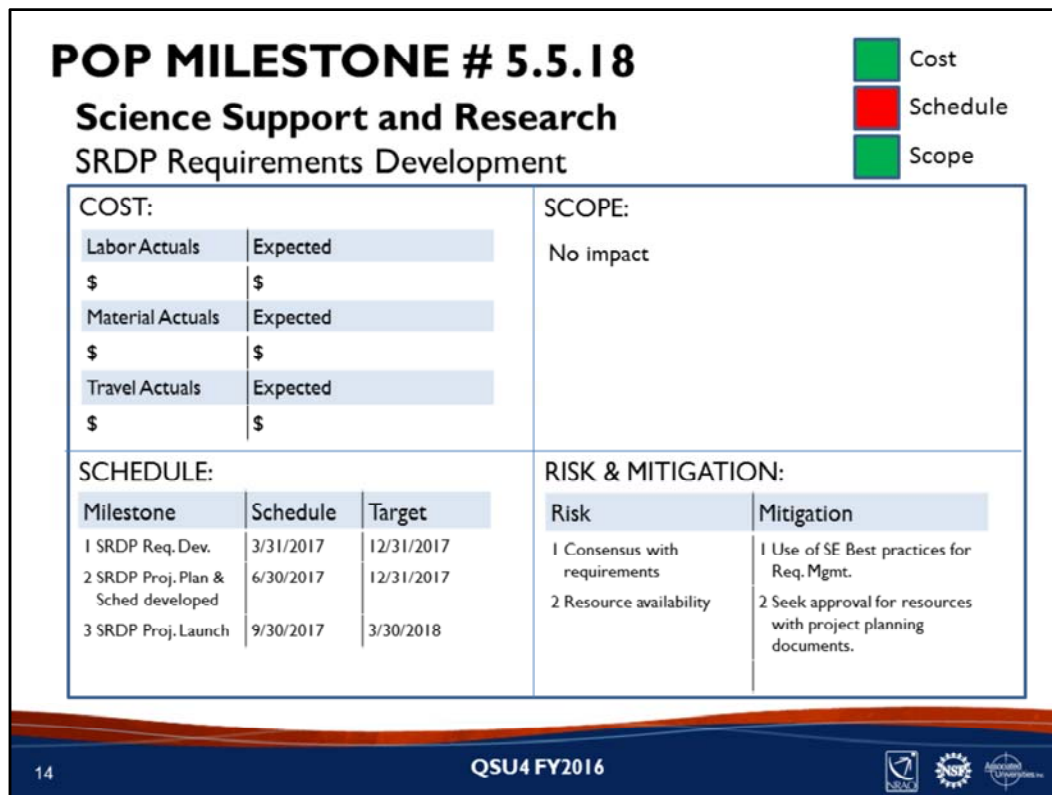 POP MILESTONE # 5.5.18
Science Support and Research
SRDP Requirements Development
Cost
Schedule
Scope
COST:
Labor Actuals Expected
$ $
Material Actuals Expected
$ $
Travel Actuals Expected
$ $
SCOPE:
No impact
SCHEDULE:
Milestone Schedule Target
1 SRDP Req. Dev. 3/31/2017 12/31/2017
2 SRDP Proj. Plan & 6/30/2017 12/31/2017
Sched developed
3 SRDP Proj. Launch 9/30/2017 3/30/2018
RISK & MITIGATION:
Risk Mitigation
1 Consensus with 1 Use of SE Best practices for
requirements Req. Mgmt.
2 Resource availability 2 Seek approval for resources
with project planning
documents.
14
QSU4 FY2016
NRAO
NSF
Associated
Universities, Inc